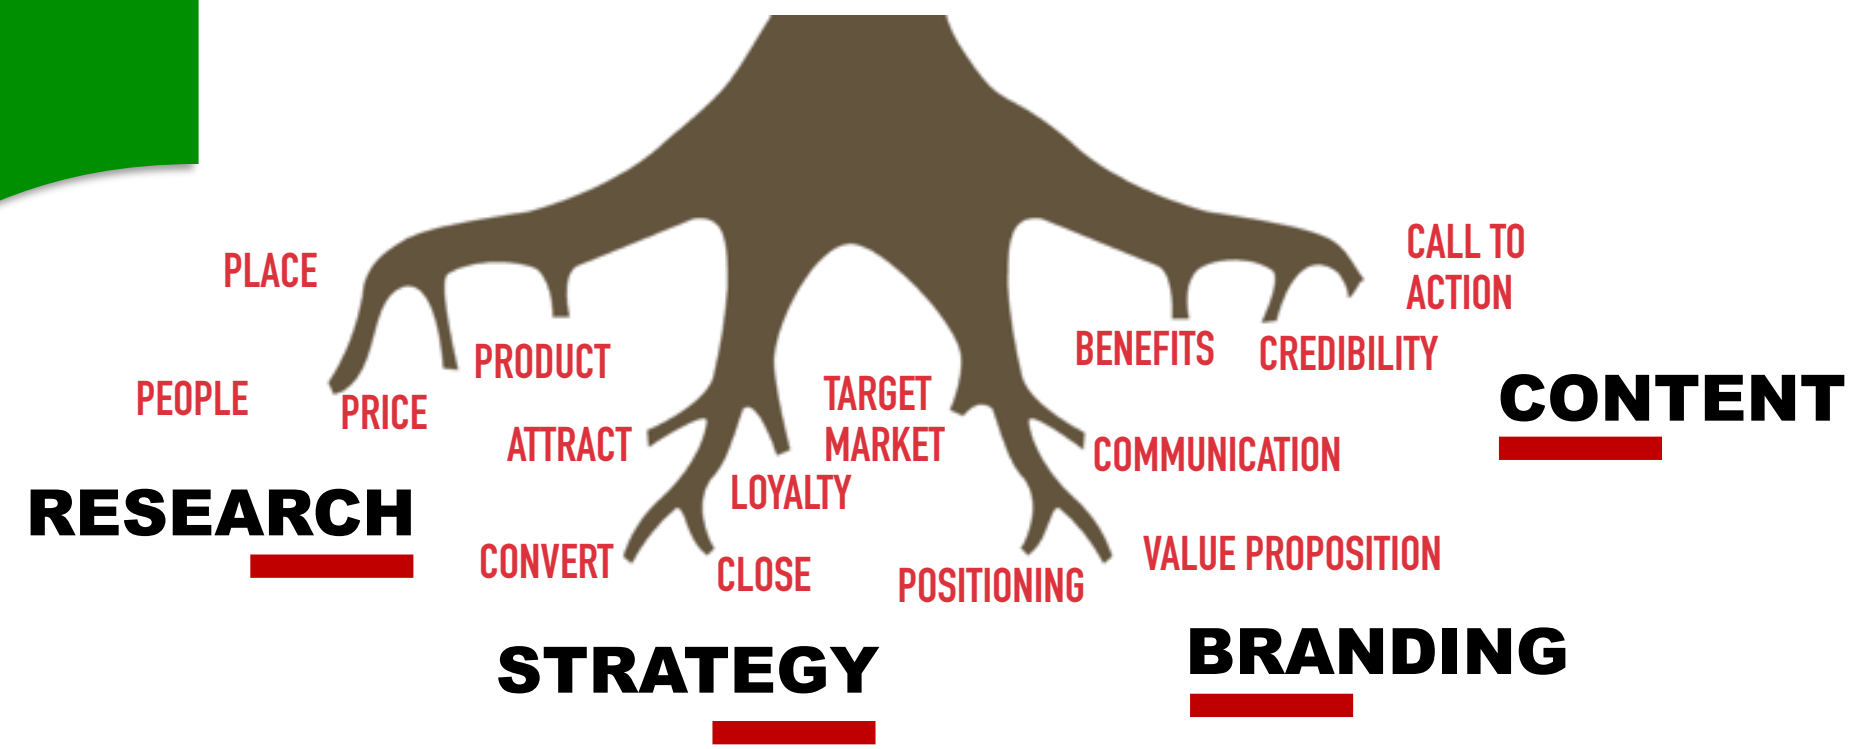 PLACE
PEOPLE
PRICE
PRODUCT
RESEARCH
ATTRACT
CONVERT
CLOSE
LOYALTY
STRATEGY
TARGET
MARKET
POSITIONING
COMMUNICATION
VALUE PROPOSITION
BRANDING
BENEFITS
CREDIBILITY
CALL TO
ACTION
CONTENT